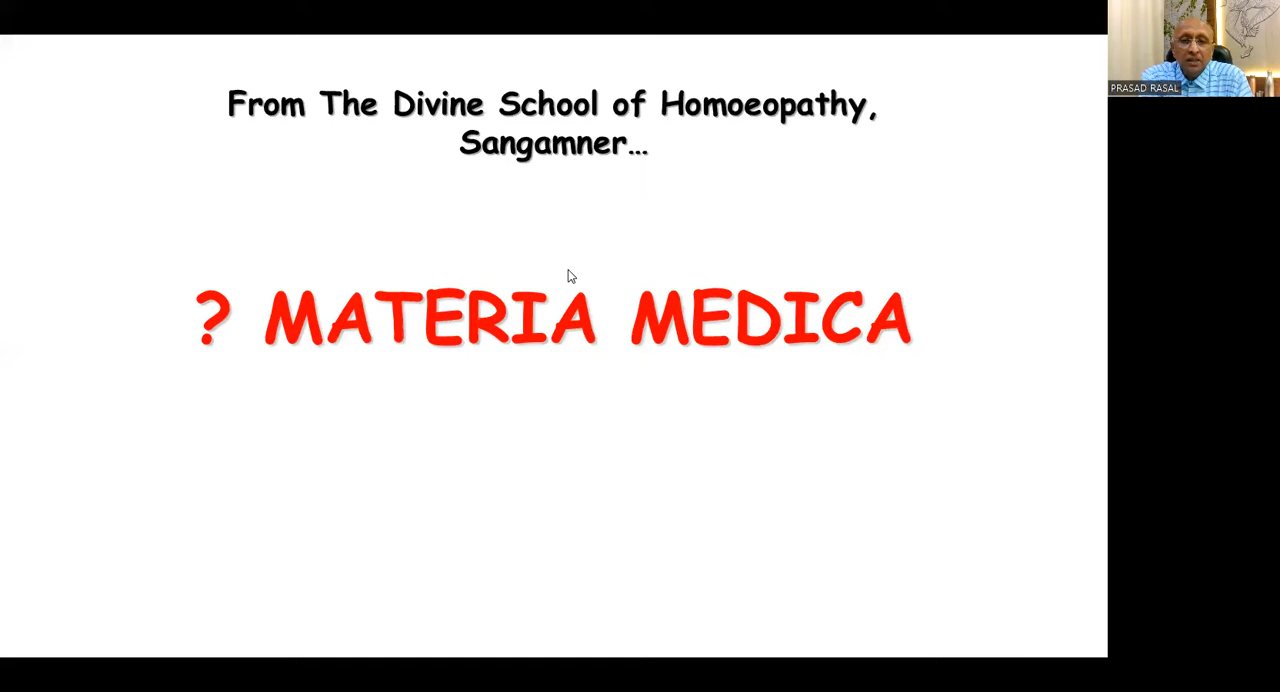 From The Divine School of Homoeopathy,
Sangamner...
? MATERIA MEDICA
PRASAD RASAL